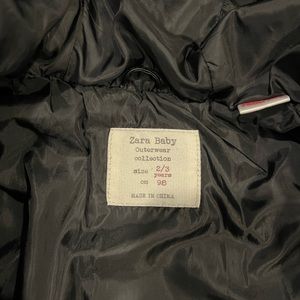 Zara Baby
Outerwear
collection
size 2/3
years
cm 98
MADE IN CHINA